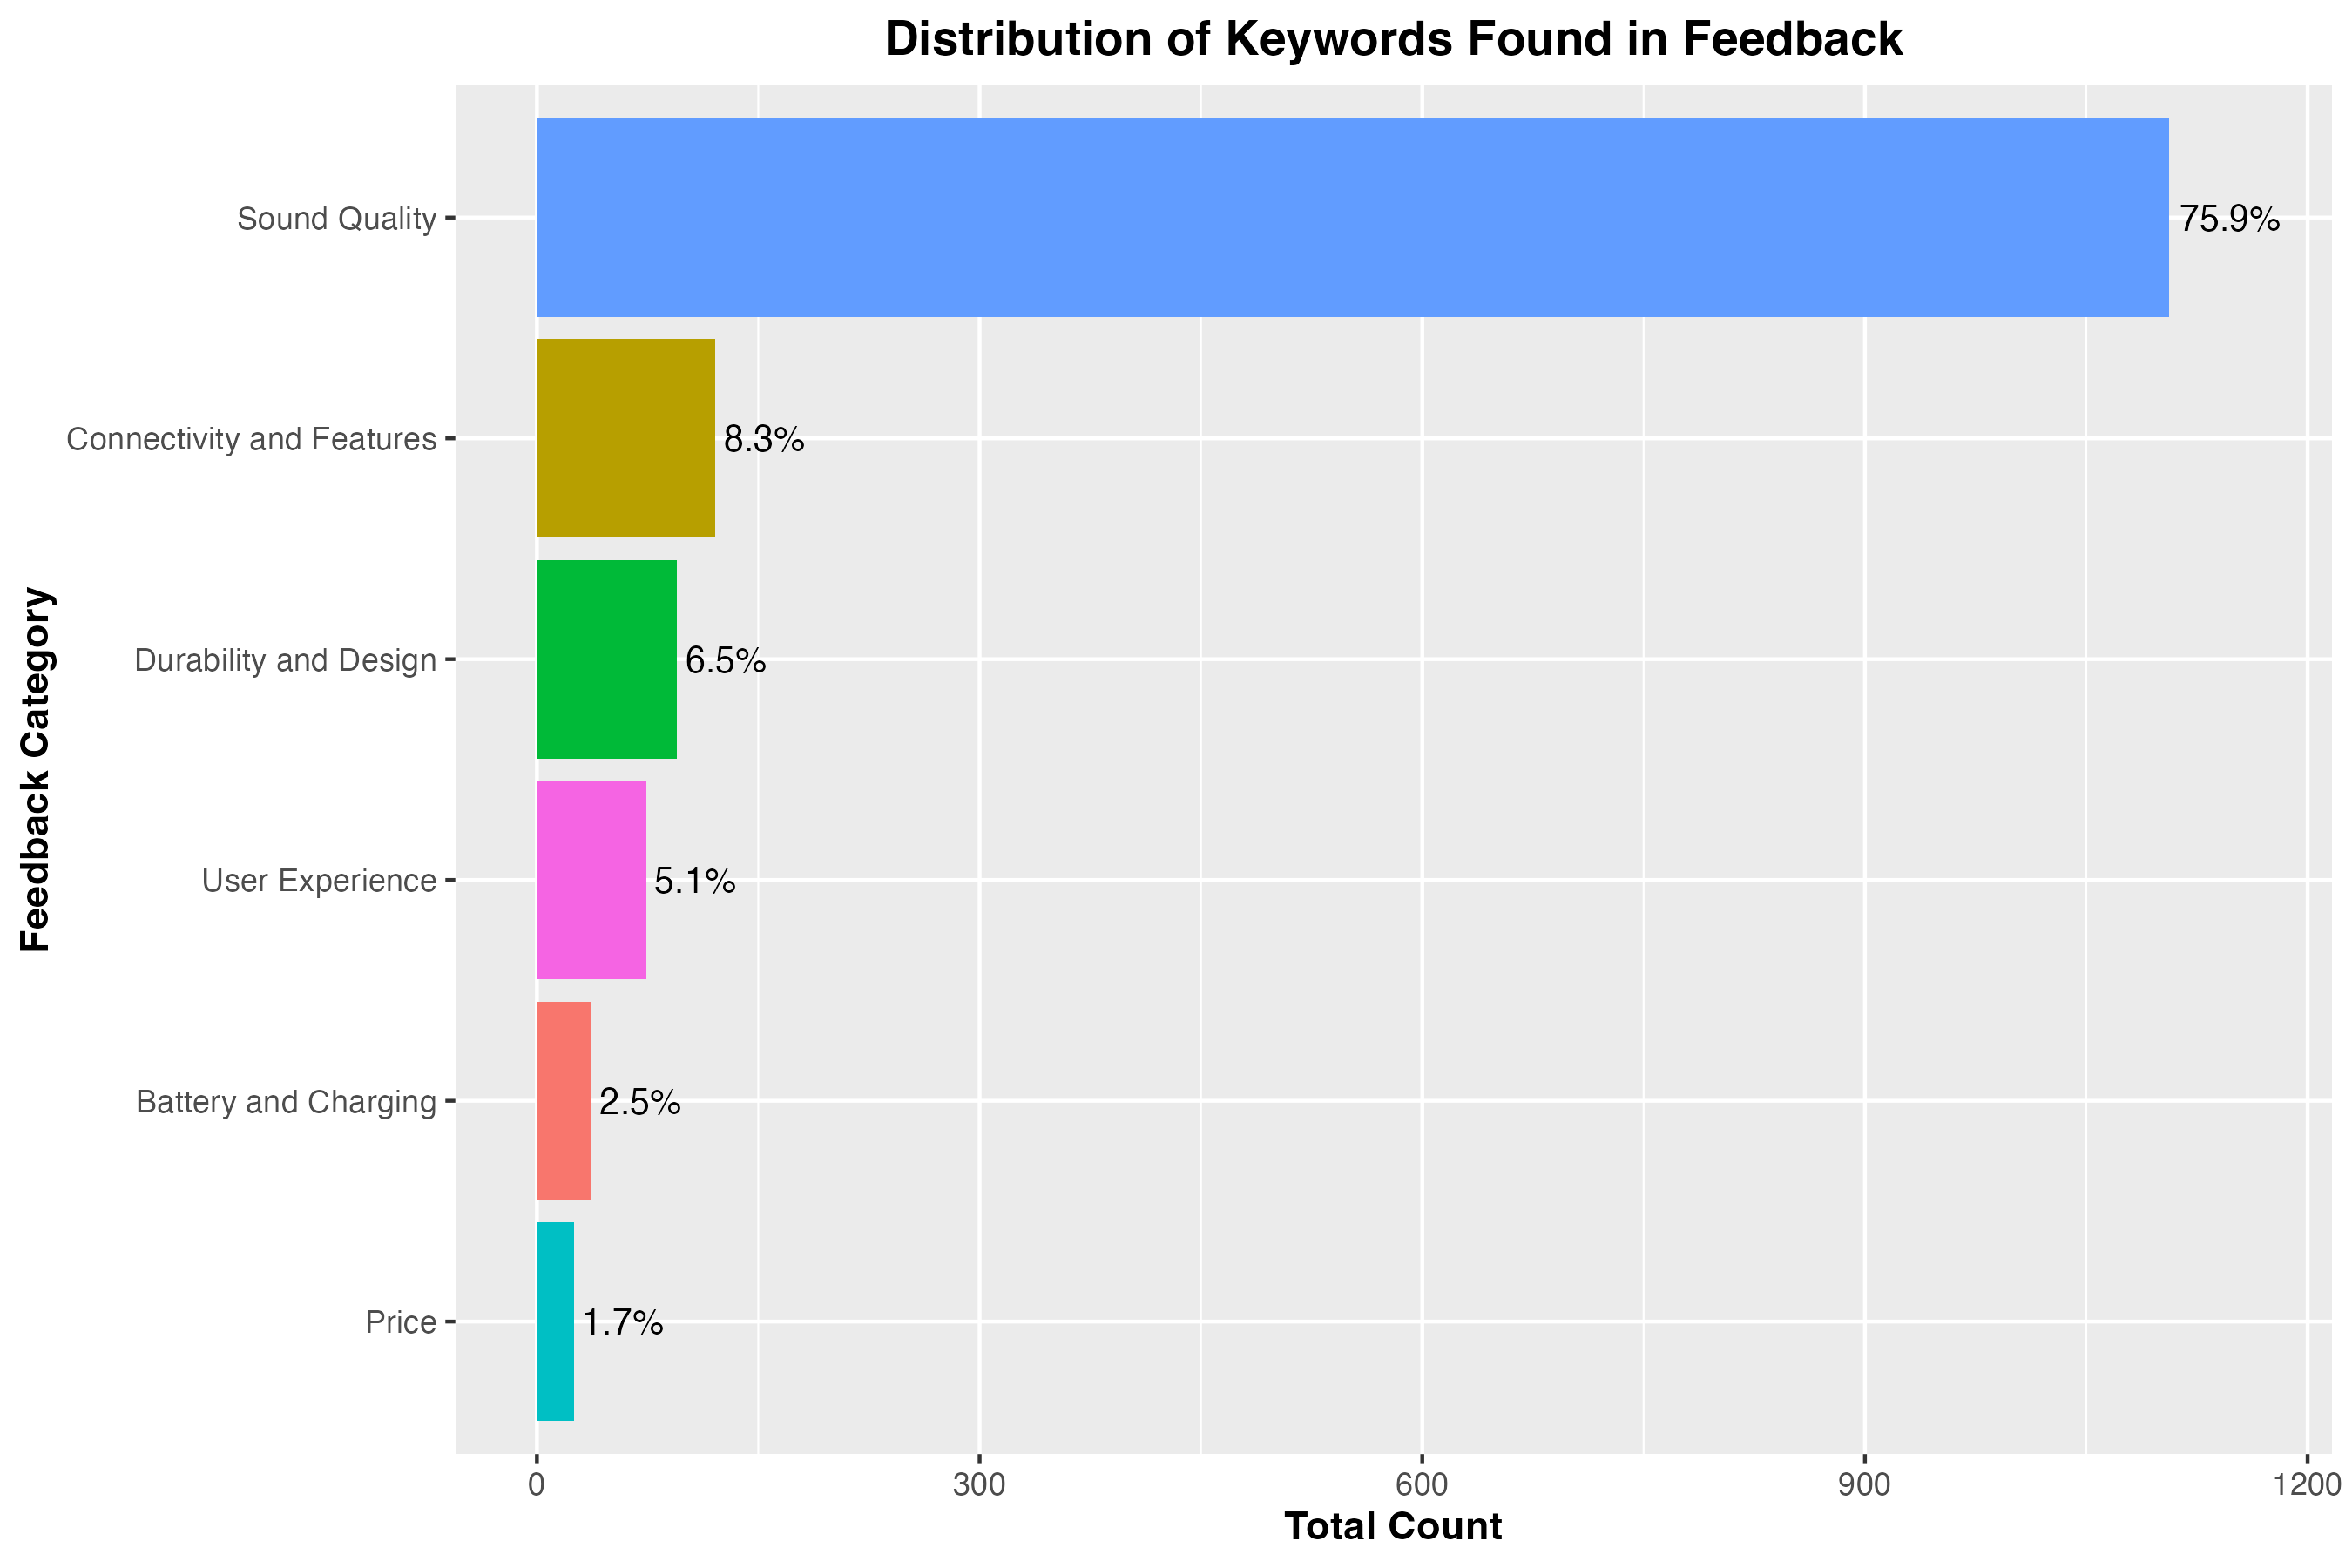 Distribution of Keywords Found in Feedback
Feedback Category
Sound Quality
75.9%
Connectivity and Features
8.3%
Durability and Design
6.5%
User Experience
5.1%
Battery and Charging
2.5%
Price
1.7%
0 300 600 900 1200
Total Count